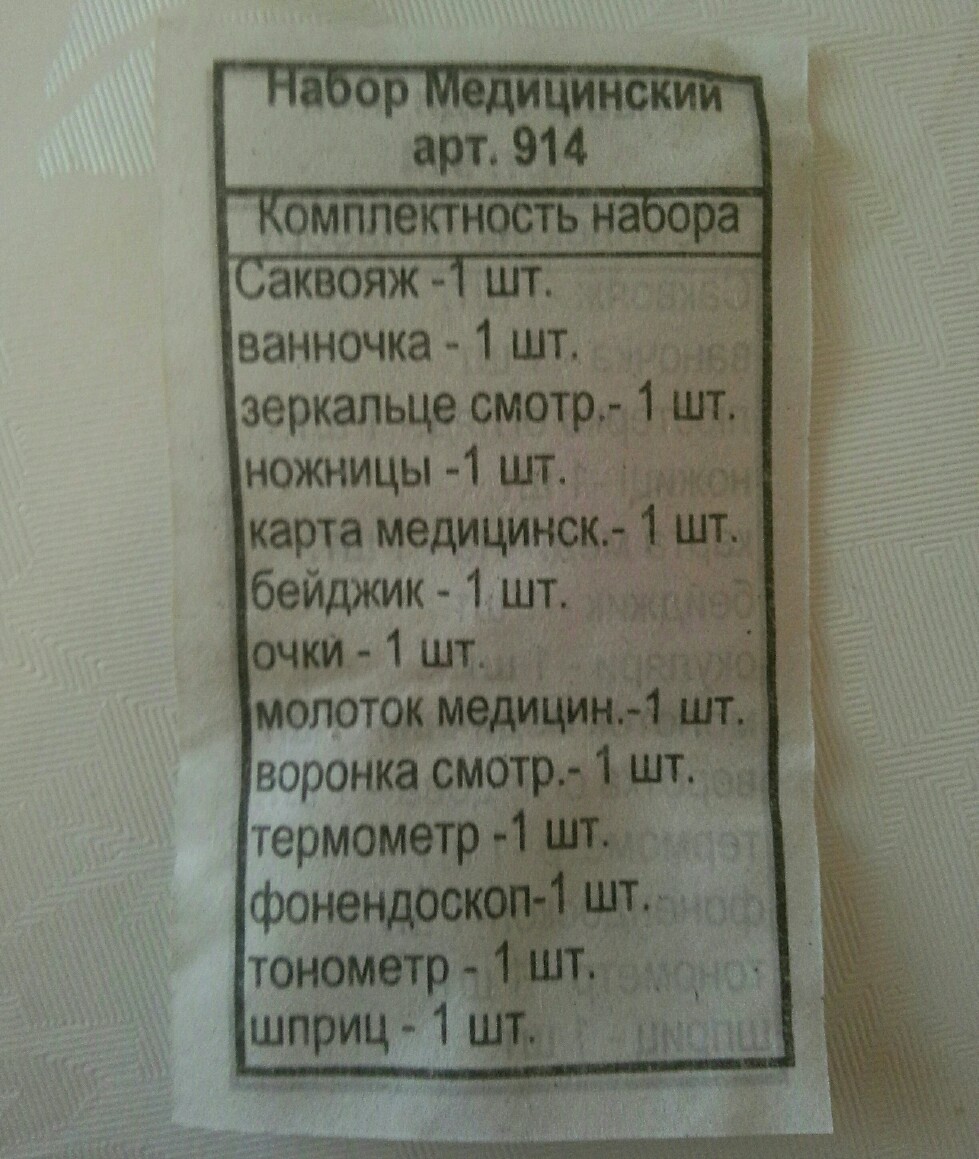 Набор Медицинский
арт. 914
Комплектность набора
Саквояж -1 шт.
ванночка - 1 шт.
зеркальце смотр.- 1 шт.
ножницы -1 шт.
карта медицинск.- 1 шт.
бейджик - 1 шт.
очки - 1 шт.
молоток медицин.-1 шт.
воронка смотр.- 1 шт.
термометр -1 шт.
фонендоскоп-1 шт.
тонометр - 1 шт.
шприц - 1 шт.